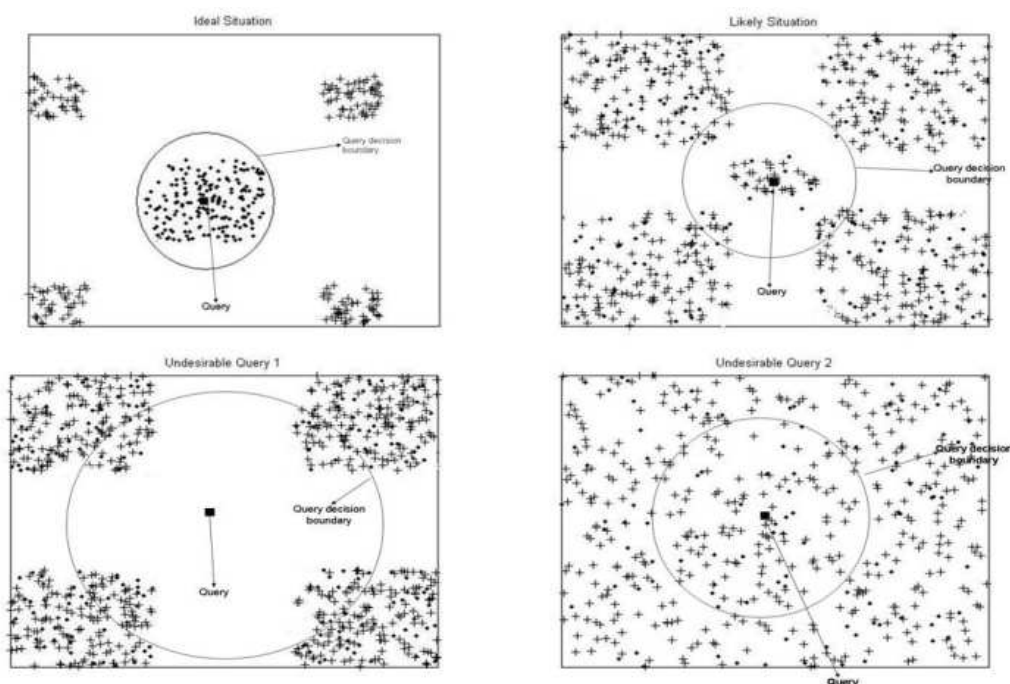 Ideal Situation
Query decision
boundary
Query
Likely Situation
Query decision
boundary
Query
Undesirable Query 1
Query decision
boundary
Query
Undesirable Query 2
Query decision
boundary
Query